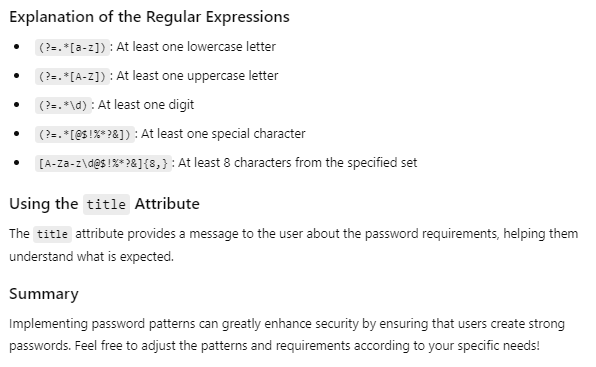 Explanation of the Regular Expressions
• (?=.*[a-z]): At least one lowercase letter
• (?=.*[A-Z]): At least one uppercase letter
• (?=.*\d): At least one digit
• (?=.*[@$!%*?&]): At least one special character
• [A-Za-z\d@$!%*?&]{8,}: At least 8 characters from the specified set
Using the title Attribute
The title attribute provides a message to the user about the password requirements, helping them
understand what is expected.
Summary
Implementing password patterns can greatly enhance security by ensuring that users create strong
passwords. Feel free to adjust the patterns and requirements according to your specific needs!